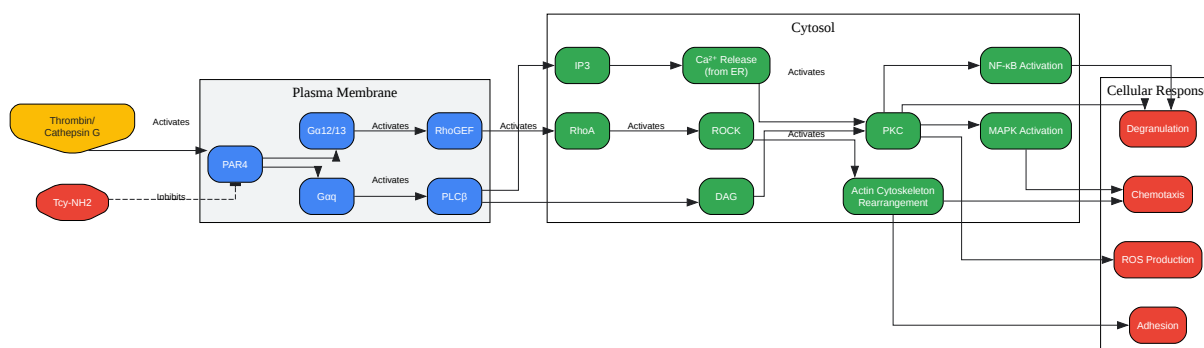 Cytosol
IP3
Ca²⁺ Release
(from ER)
Activates
NF-κB Activation
Plasma Membrane
Cellular Response
Thrombin/
Cathepsin G
Activates
Gα12/13
Activates
RhoGEF
Activates
RhoA
Activates
ROCK
Activates
PKC
MAPK Activation
Degranulation
PAR4
Tcy-NH2
Inhibits
Gαq
Activates
PLCβ
DAG
Actin Cytoskeleton
Rearrangement
Chemotaxis
ROS Production
Adhesion